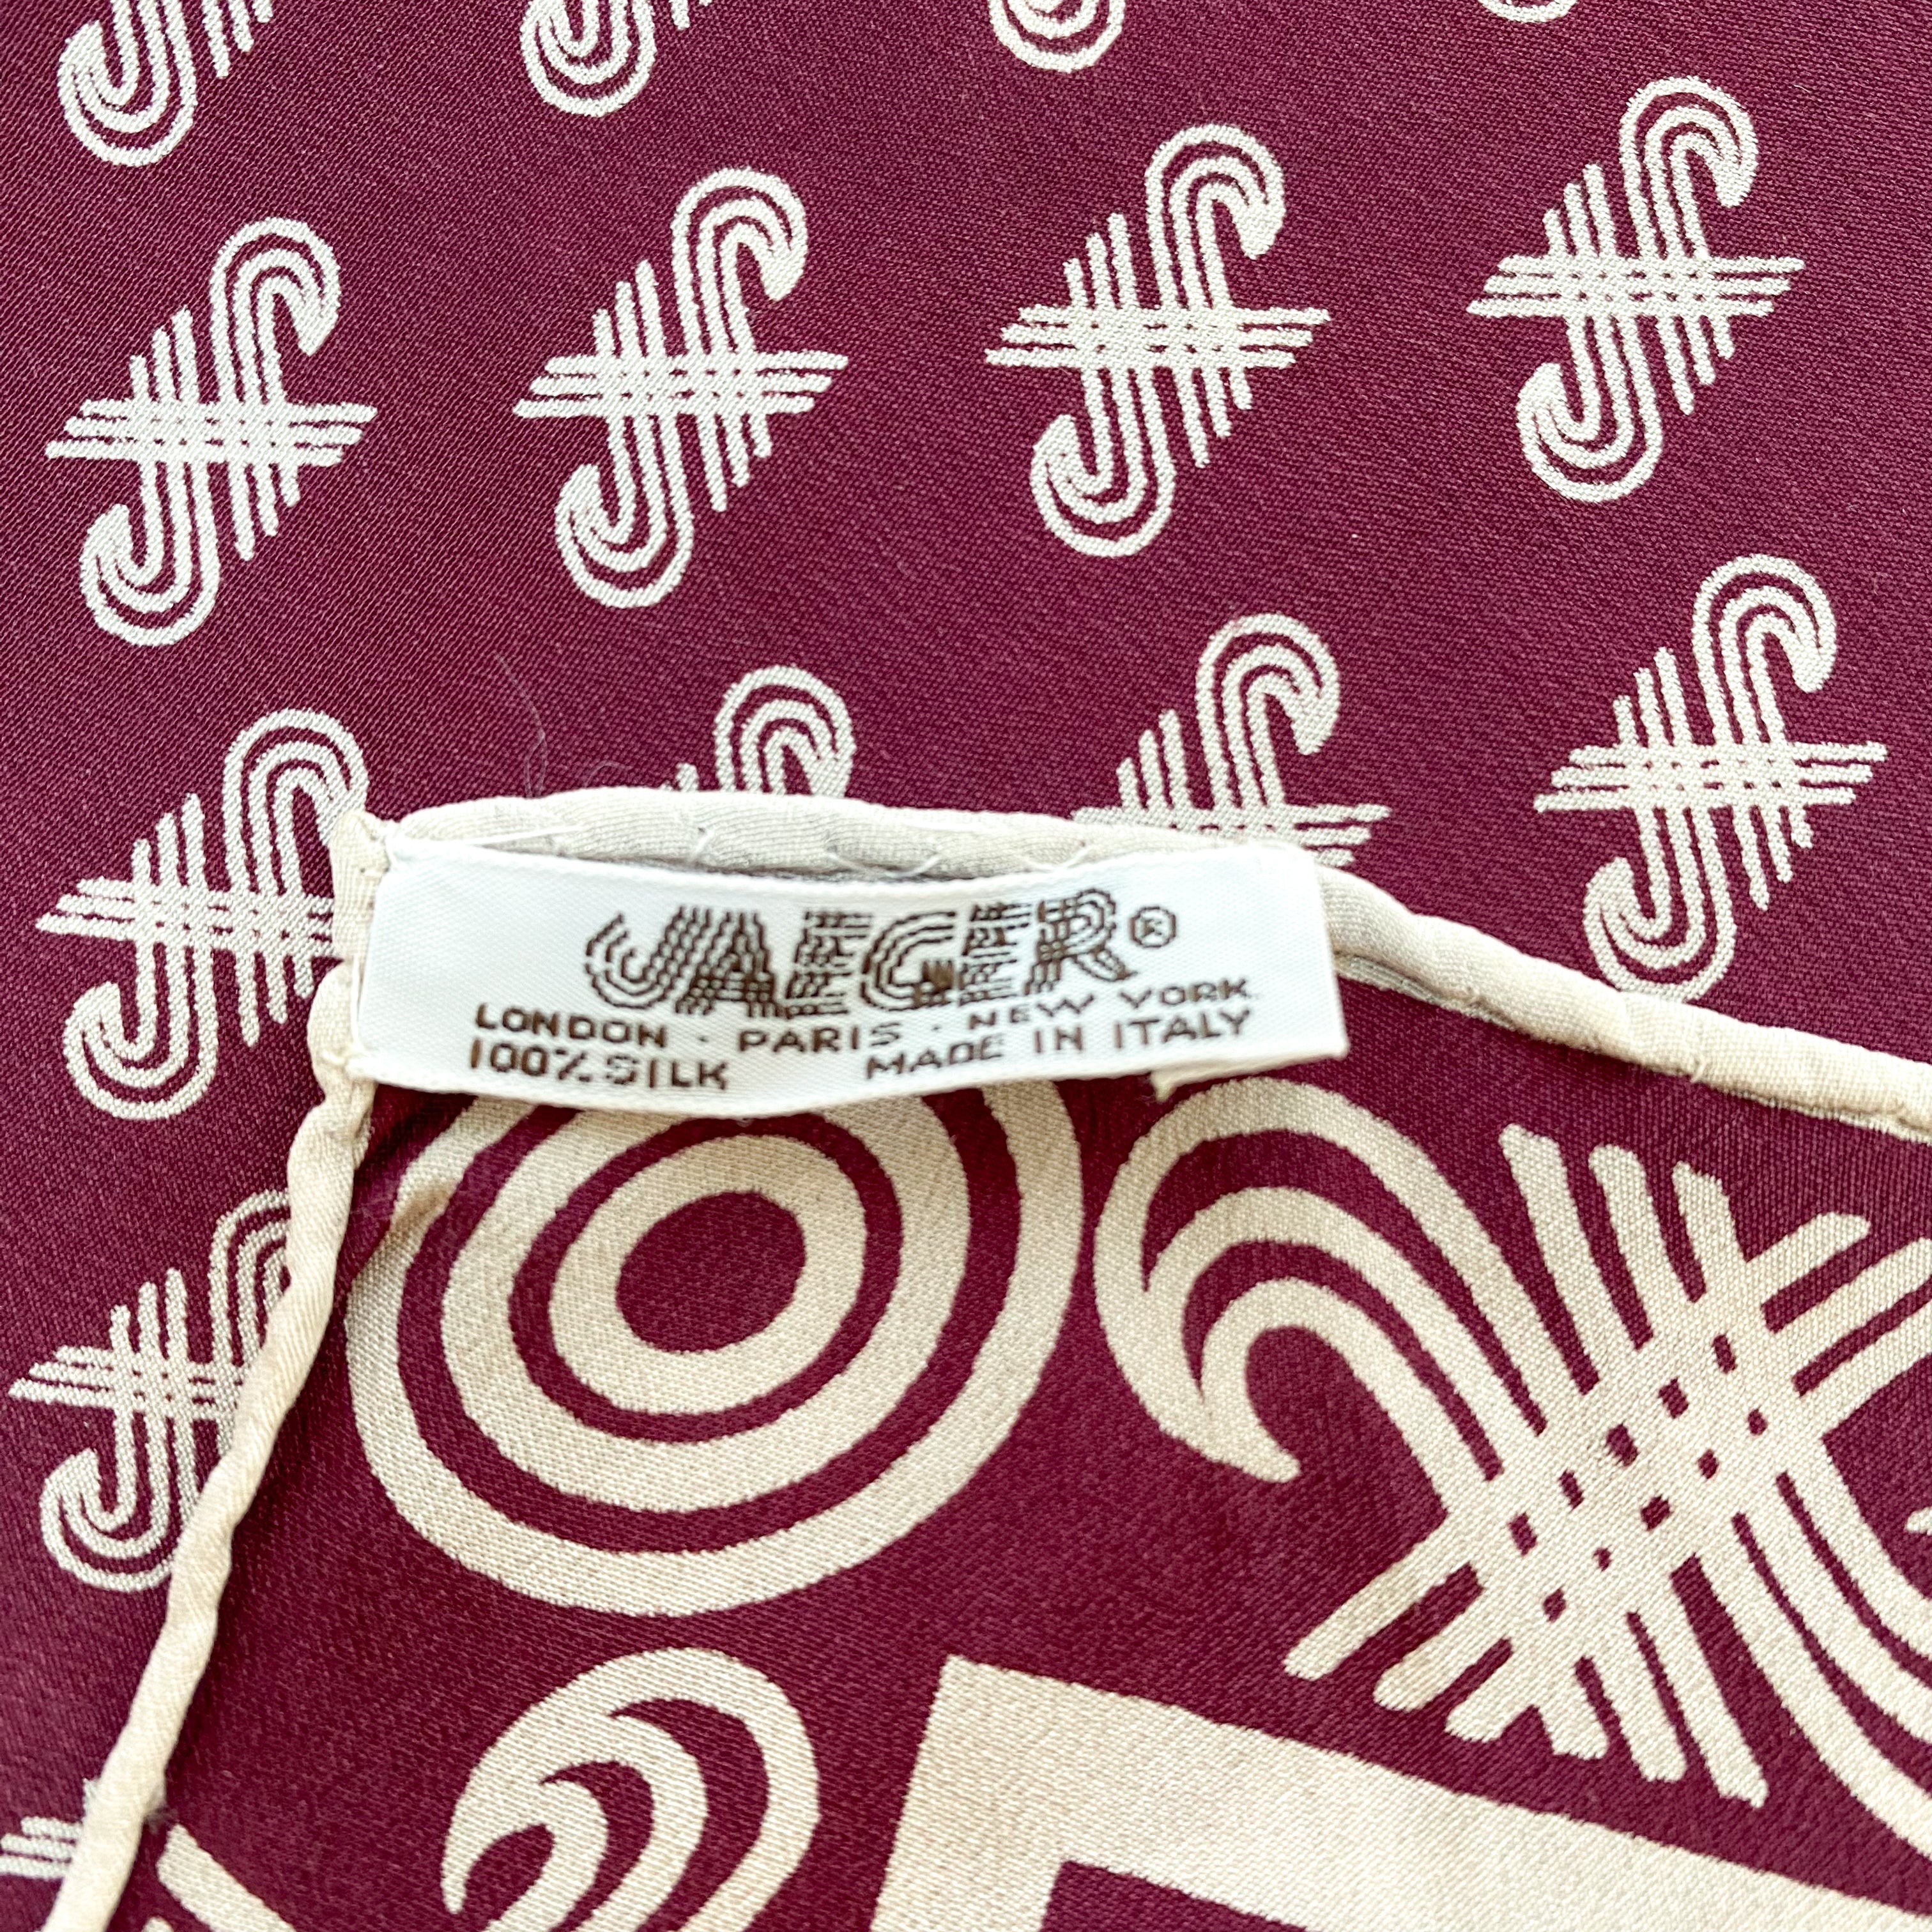 JAEGER®
LONDON · PARIS · NEW YORK
100% SILK MADE IN ITALY